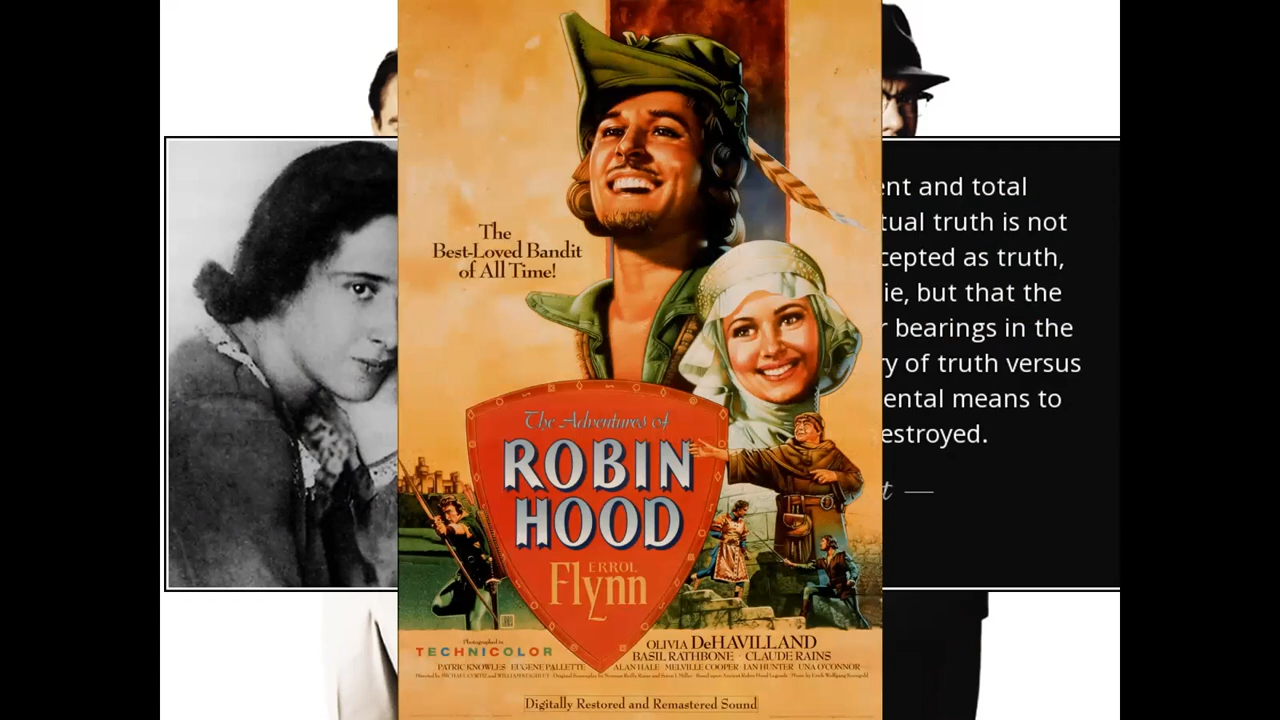 The
Best-Loved Bandit
of All Time!
The Adventures of
ROBIN
HOOD
ERROL
Flynn
Photographed in
TECHNICOLOR
OLIVIA DeHAVILLAND
BASIL RATHBONE CLAUDE RAINS
PATRIC KNOWLES EUGENE PALLETTE ALAN HALE MELVILLE COOPER IAN HUNTER UNA O'CONNOR
Digitally Restored and Remastered Sound
ent and total
tual truth is not
cepted as truth,
ie, but that the
r bearings in the
ry of truth versus
ental means to
estroyed.
t —